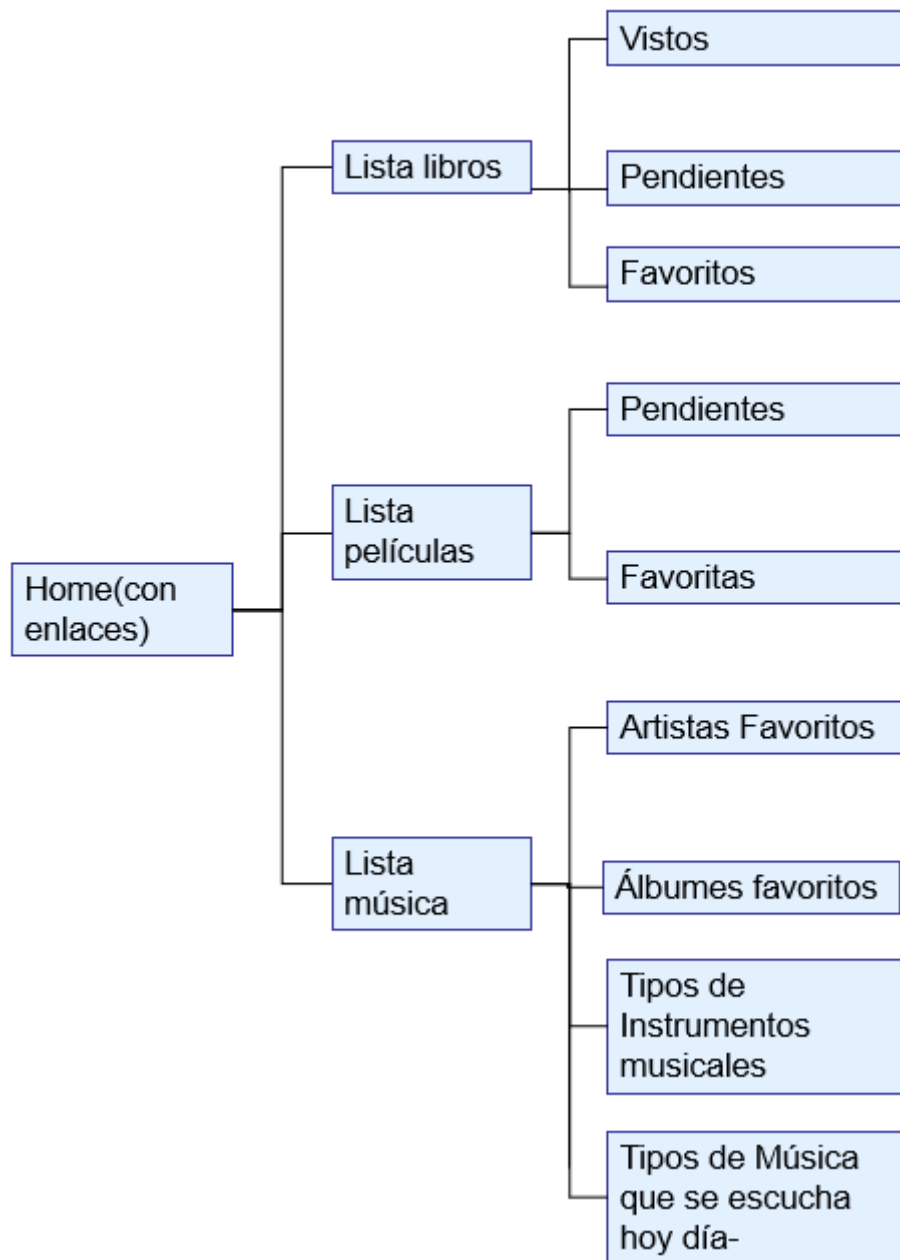 Vistos
Lista libros
Pendientes
Favoritos
Pendientes
Lista
películas
Favoritas
Home(con
enlaces)
Artistas Favoritos
Lista
música
Álbumes favoritos
Tipos de
Instrumentos
musicales
Tipos de Música
que se escucha
hoy día-